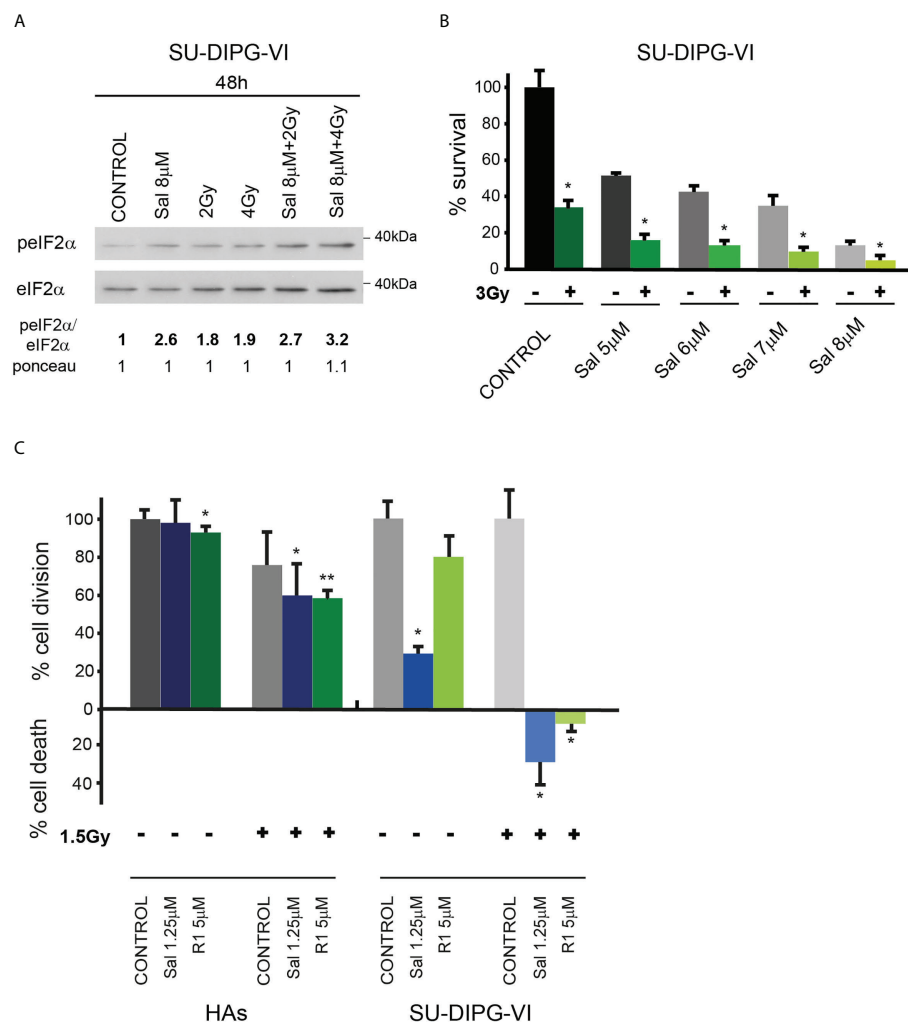 A
SU-DIPG-VI
48h
CONTROL
Sal 8μM
2Gy
4Gy
Sal 8μM+2Gy
Sal 8μM+4Gy
peIF2α
40kDa
eIF2α
40kDa
peIF2α/
eIF2α
1 2.6 1.8 1.9 2.7 3.2
ponceau 1 1 1 1 1 1.1
B
SU-DIPG-VI
% survival
100
80
60
40
20
0
* * * * *
3Gy - + - + - + - + - +
CONTROL
Sal 5μM
Sal 6μM
Sal 7μM
Sal 8μM
C
% cell division
100
80
60
40
20
0
% cell death
20
40
* * ** * * *
1.5Gy - - - + + + - - - + + +
CONTROL
Sal 1.25μM
R1 5μM
CONTROL
Sal 1.25μM
R1 5μM
CONTROL
Sal 1.25μM
R1 5μM
CONTROL
Sal 1.25μM
R1 5μM
HAs
SU-DIPG-VI